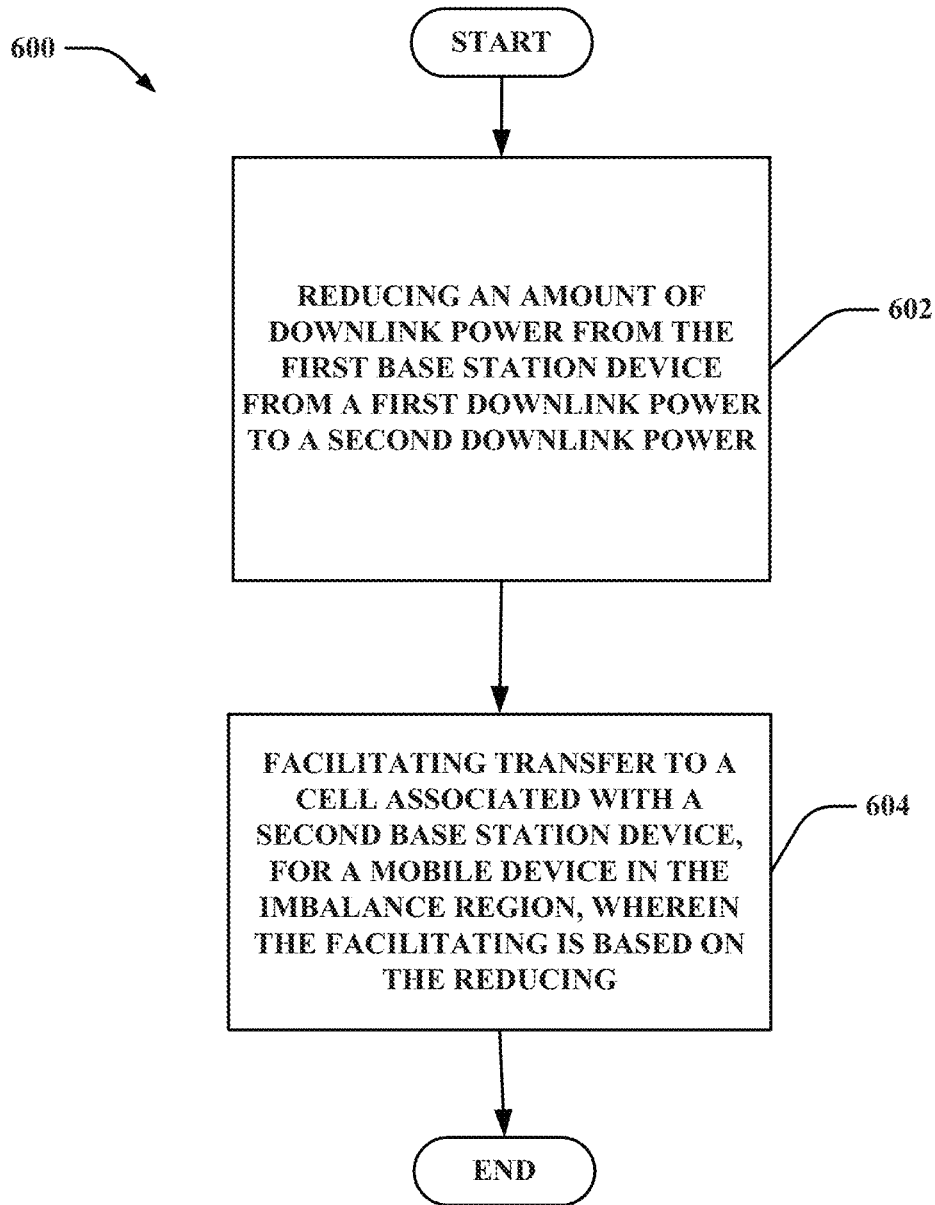 600
START
REDUCING AN AMOUNT OF
DOWNLINK POWER FROM THE
FIRST BASE STATION DEVICE
FROM A FIRST DOWNLINK POWER
TO A SECOND DOWNLINK POWER
602
FACILITATING TRANSFER TO A
CELL ASSOCIATED WITH A
SECOND BASE STATION DEVICE,
FOR A MOBILE DEVICE IN THE
IMBALANCE REGION, WHEREIN
THE FACILITATING IS BASED ON
THE REDUCING
604
END